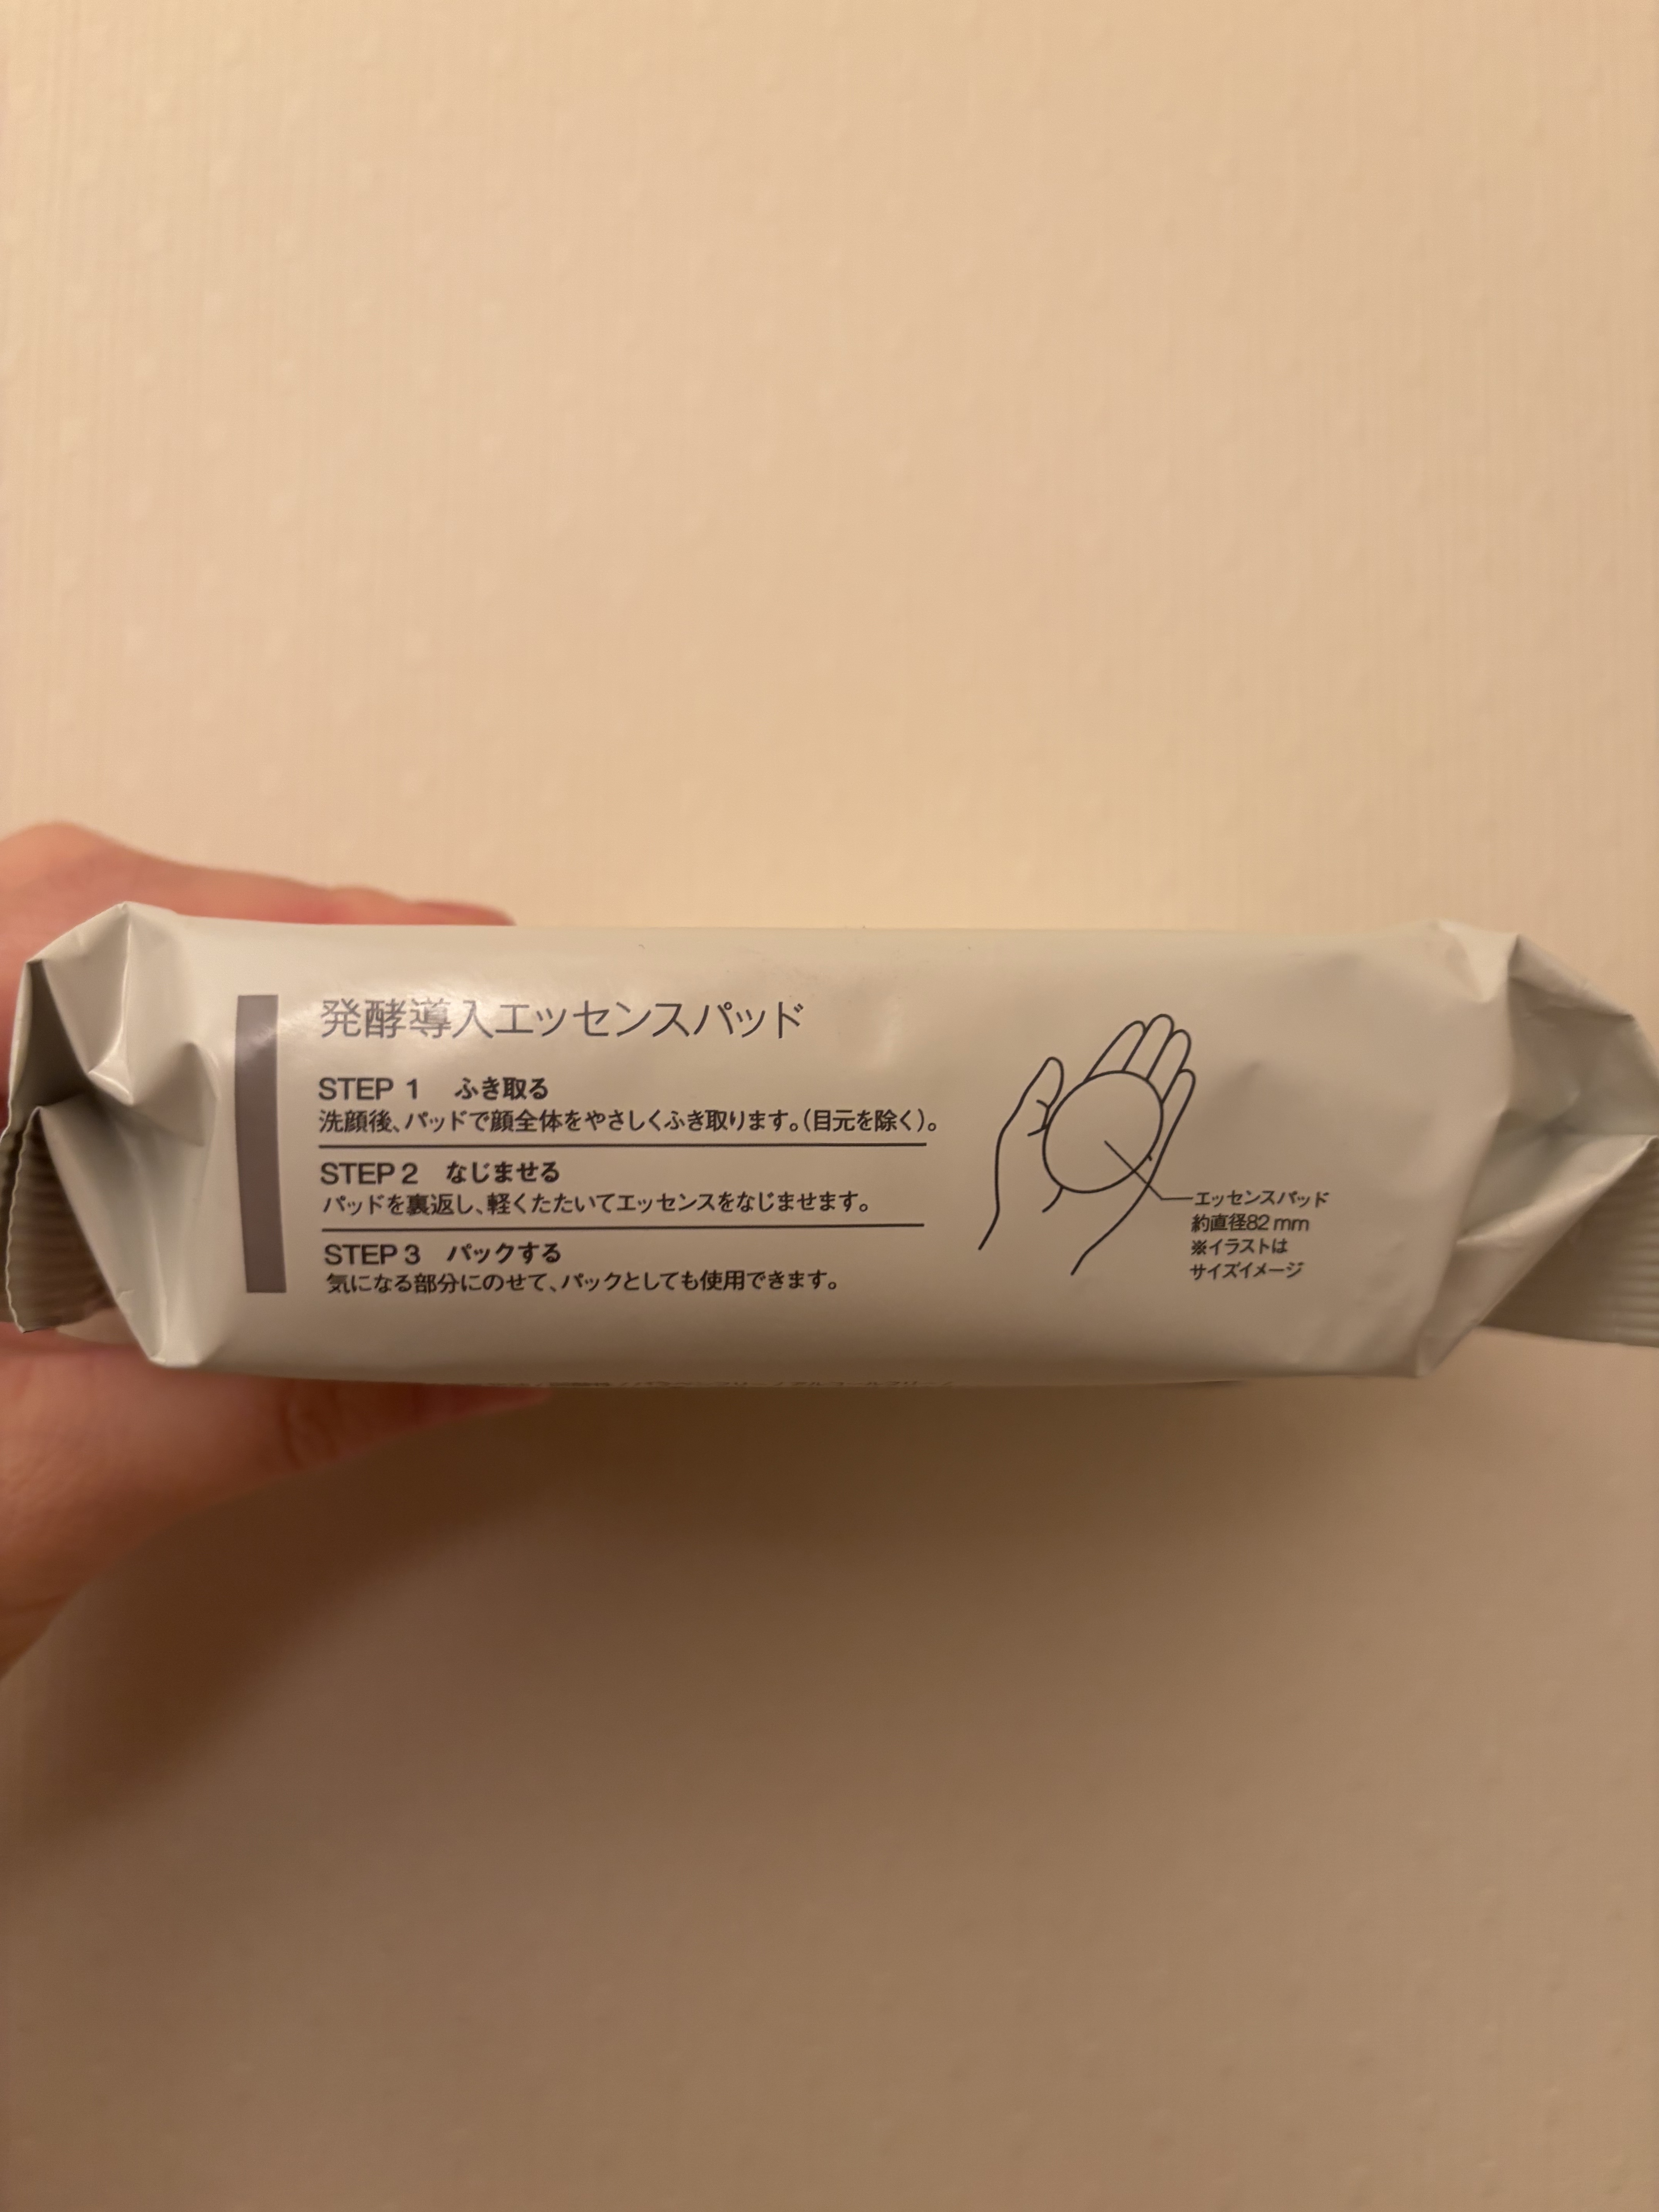 発酵導入エッセンスパッド
STEP 1 ふき取る
洗顔後、パッドで顔全体をやさしくふき取ります。(目元を除く)。
STEP 2 なじませる
パッドを裏返し、軽くたたいてエッセンスをなじませます。
STEP 3 パックする
気になる部分にのせて、パックとしても使用できます。
エッセンスパッド
約直径82 mm
※イラストは
サイズイメージ